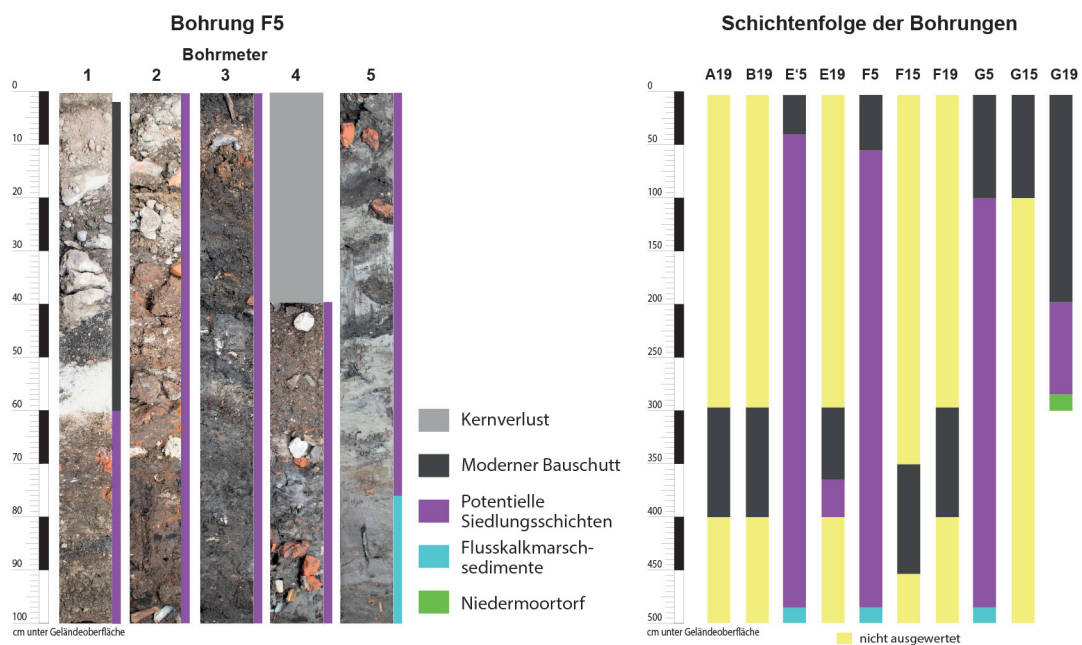 Bohrung F5
Bohrmeter
1 2 3 4 5
0
10
20
30
40
50
60
70
80
90
100
cm unter Geländeoberfläche
Kernverlust
Moderner Bauschutt
Potentielle
Siedlungsschichten
Flusskalkmarsch-
sedimente
Niedermoortorf
Schichtenfolge der Bohrungen
A19 B19 E'5 E19 F5 F15 F19 G5 G15 G19
0
50
100
150
200
250
300
350
400
450
500
cm unter Geländeoberfläche
nicht ausgewertet